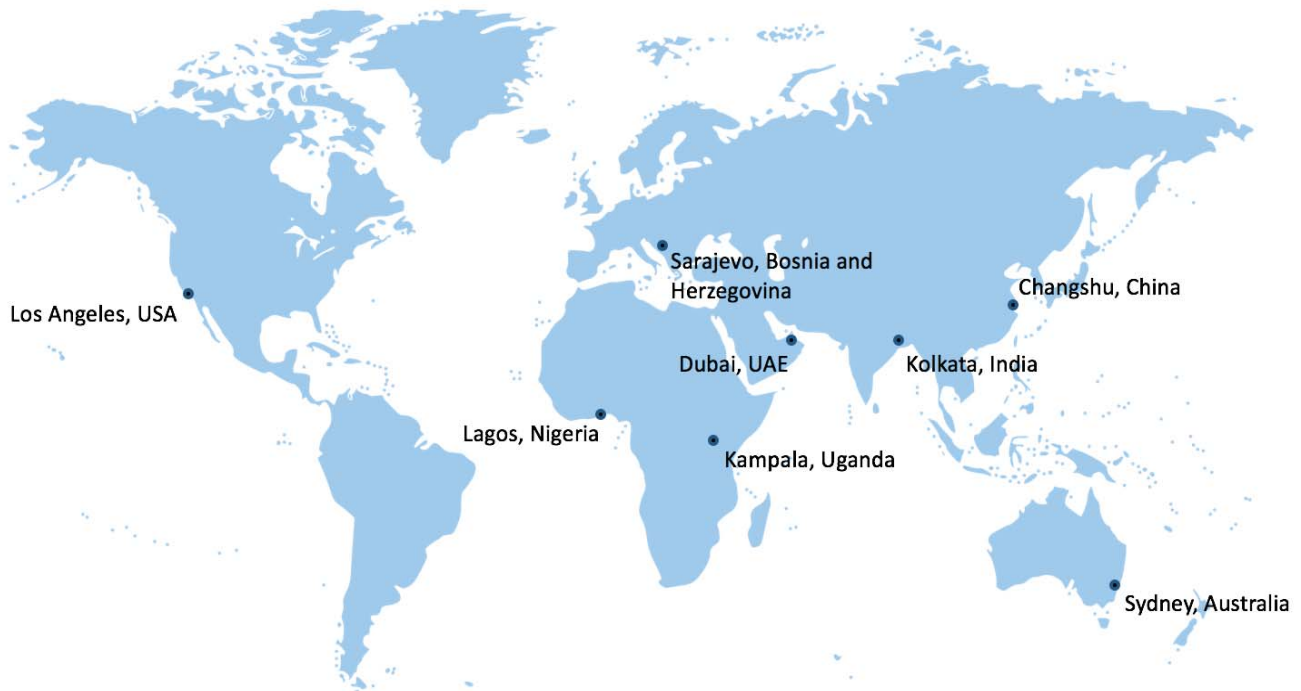 Sarajevo, Bosnia and
Herzegovina
Changshu, China
Los Angeles, USA
Dubai, UAE
Kolkata, India
Lagos, Nigeria
Kampala, Uganda
Sydney, Australia